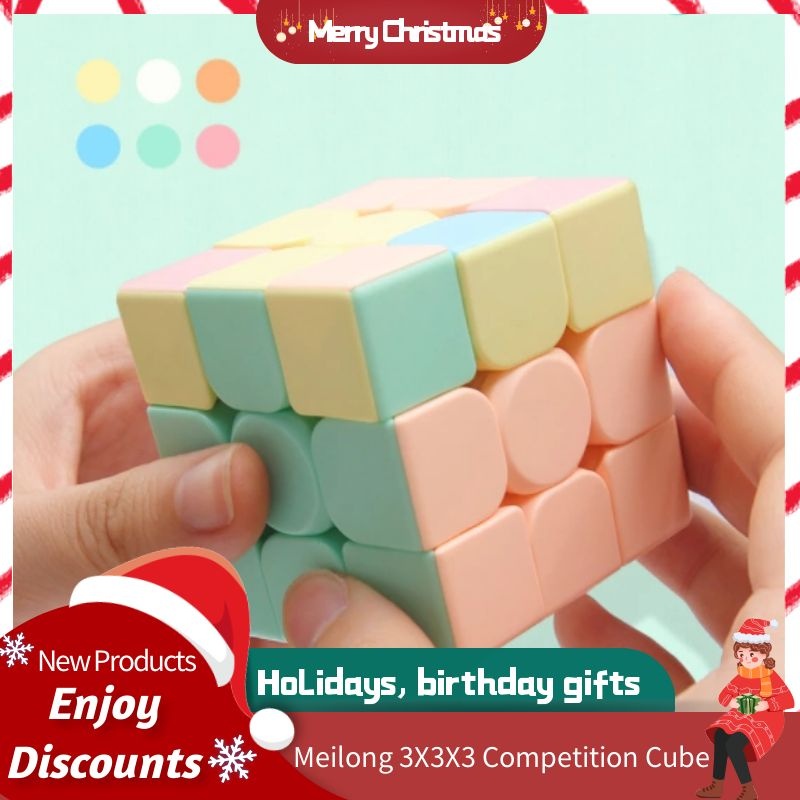 Merry Christmas
New Products
Enjoy
Discounts
HoLidays, birthday gifts
Meilong 3X3X3 Competition Cube